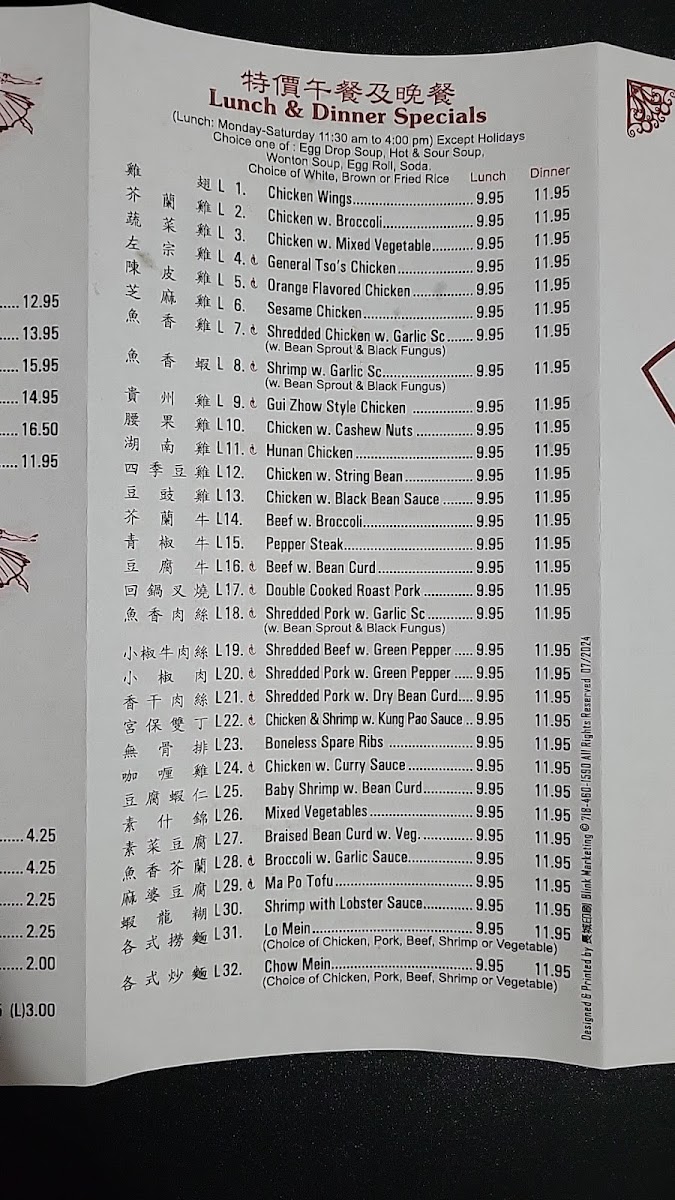 特價午餐及晚餐
Lunch & Dinner Specials
(Lunch: Monday-Saturday 11:30 am to 4:00 pm) Except Holidays
Choice one of : Egg Drop Soup, Hot & Sour Soup,
Wonton Soup, Egg Roll, Soda.
Choice of White, Brown or Fried Rice Lunch Dinner
雞翅 L 1. Chicken Wings 9.95 11.95
芥蘭雞 L 2. Chicken w. Broccoli 9.95 11.95
蔬菜雞 L 3. Chicken w. Mixed Vegetable 9.95 11.95
左宗雞 L 4. General Tso's Chicken 9.95 11.95
陳皮雞 L 5. Orange Flavored Chicken 9.95 11.95
芝麻雞 L 6. Sesame Chicken 9.95 11.95
魚香雞 L 7. Shredded Chicken w. Garlic Sc 9.95 11.95
(w. Bean Sprout & Black Fungus)
魚香蝦 L 8. Shrimp w. Garlic Sc 9.95 11.95
(w. Bean Sprout & Black Fungus)
貴州雞 L 9. Gui Zhow Style Chicken 9.95 11.95
腰果雞 L10. Chicken w. Cashew Nuts 9.95 11.95
湖南雞 L11. Hunan Chicken 9.95 11.95
四季豆雞 L12. Chicken w. String Bean 9.95 11.95
豆豉雞 L13. Chicken w. Black Bean Sauce 9.95 11.95
芥蘭牛 L14. Beef w. Broccoli 9.95 11.95
青椒牛 L15. Pepper Steak 9.95 11.95
豆腐牛 L16. Beef w. Bean Curd 9.95 11.95
回鍋叉燒 L17. Double Cooked Roast Pork 9.95 11.95
魚香肉絲 L18. Shredded Pork w. Garlic Sc 9.95 11.95
(w. Bean Sprout & Black Fungus)
小椒牛肉絲 L19. Shredded Beef w. Green Pepper 9.95 11.95
小椒肉 L20. Shredded Pork w. Green Pepper 9.95 11.95
香干肉絲 L21. Shredded Pork w. Dry Bean Curd 9.95 11.95
宮保雙丁 L22. Chicken & Shrimp w. Kung Pao Sauce 9.95 11.95
無骨排 L23. Boneless Spare Ribs 9.95 11.95
咖喱雞 L24. Chicken w. Curry Sauce 9.95 11.95
豆腐蝦仁 L25. Baby Shrimp w. Bean Curd 9.95 11.95
素什錦 L26. Mixed Vegetables 9.95 11.95
素菜豆腐 L27. Braised Bean Curd w. Veg. 9.95 11.95
魚香芥蘭 L28. Broccoli w. Garlic Sauce 9.95 11.95
麻婆豆腐 L29. Ma Po Tofu 9.95 11.95
蝦龍糊 L30. Shrimp with Lobster Sauce 9.95 11.95
各式撈麵 L31. Lo Mein 9.95 11.95
(Choice of Chicken, Pork, Beef, Shrimp or Vegetable)
各式炒麵 L32. Chow Mein 9.95 11.95
(Choice of Chicken, Pork, Beef, Shrimp or Vegetable)
12.95
13.95
15.95
14.95
16.50
11.95
4.25
4.25
2.25
2.25
2.00
(L)3.00
Designed & Printed by 長城印刷 Blink Marketing © 718-460-1590 All Rights Reserved 07/2024